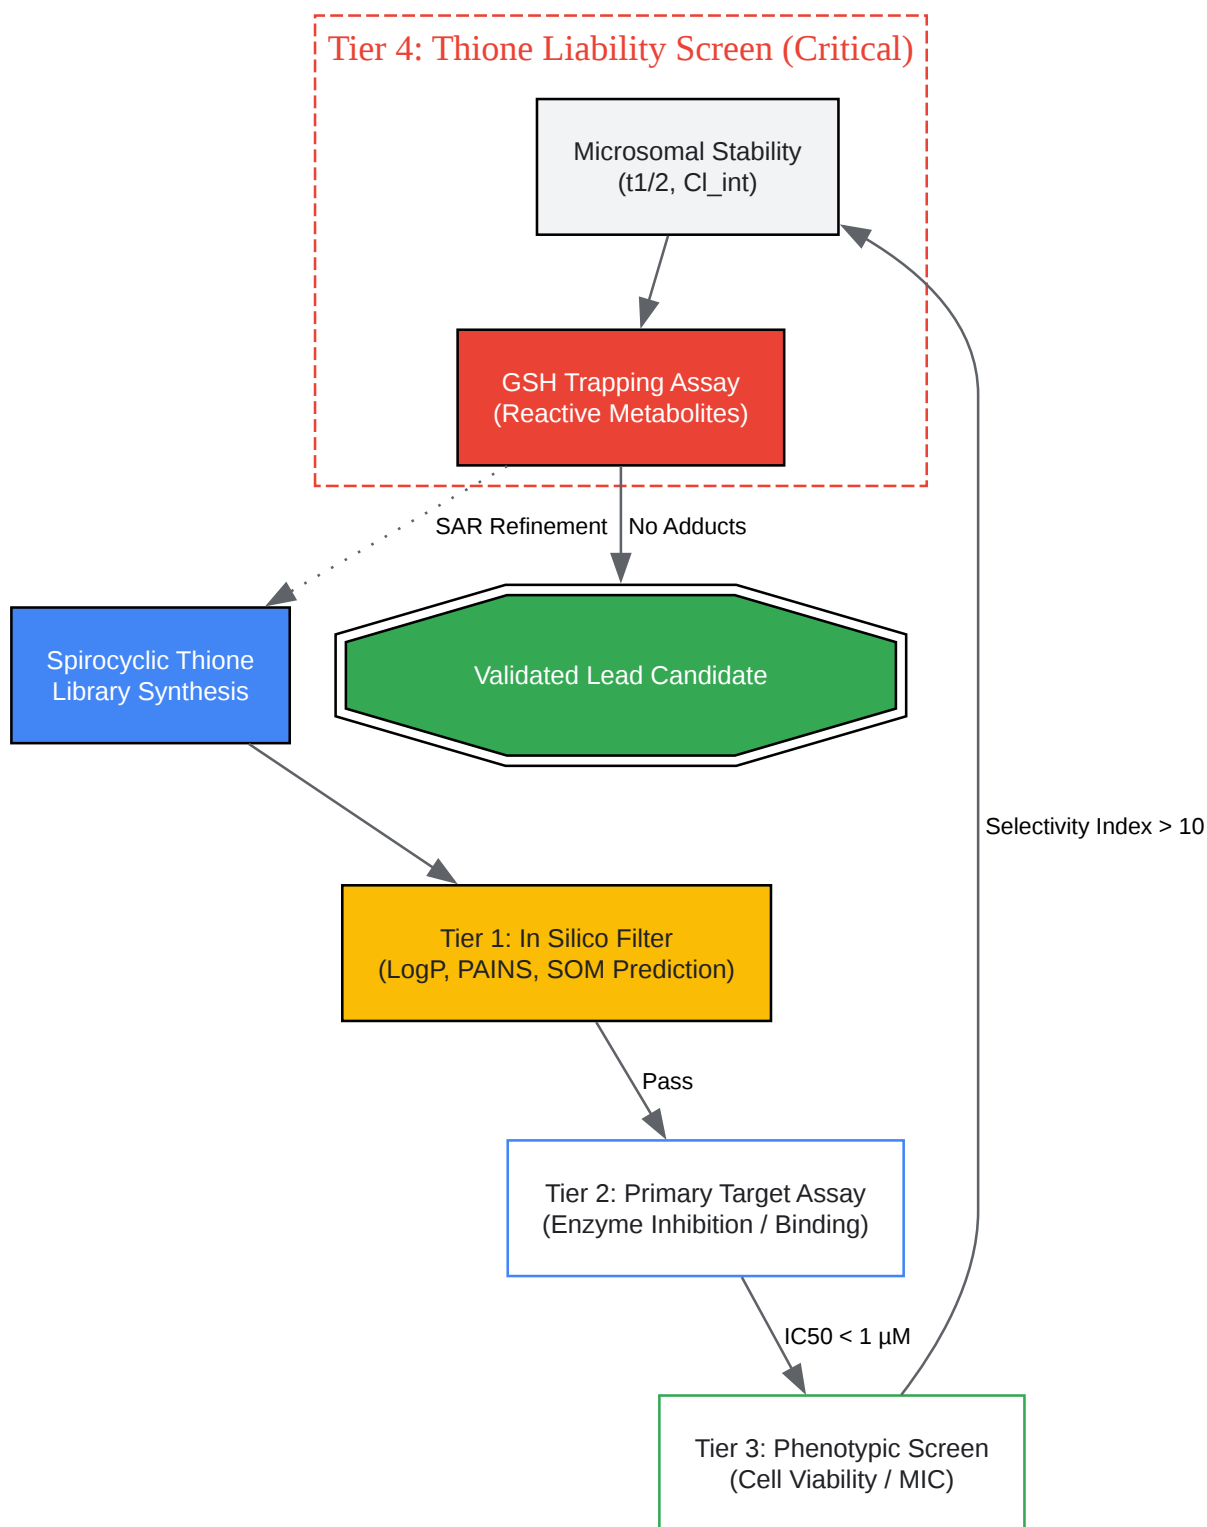 Tier 4: Thione Liability Screen (Critical)
Microsomal Stability
(t1/2, Cl_int)
GSH Trapping Assay
(Reactive Metabolites)
SAR Refinement
No Adducts
Spirocyclic Thione
Library Synthesis
Validated Lead Candidate
Selectivity Index > 10
Tier 1: In Silico Filter
(LogP, PAINS, SOM Prediction)
Pass
Tier 2: Primary Target Assay
(Enzyme Inhibition / Binding)
IC50 < 1 µM
Tier 3: Phenotypic Screen
(Cell Viability / MIC)